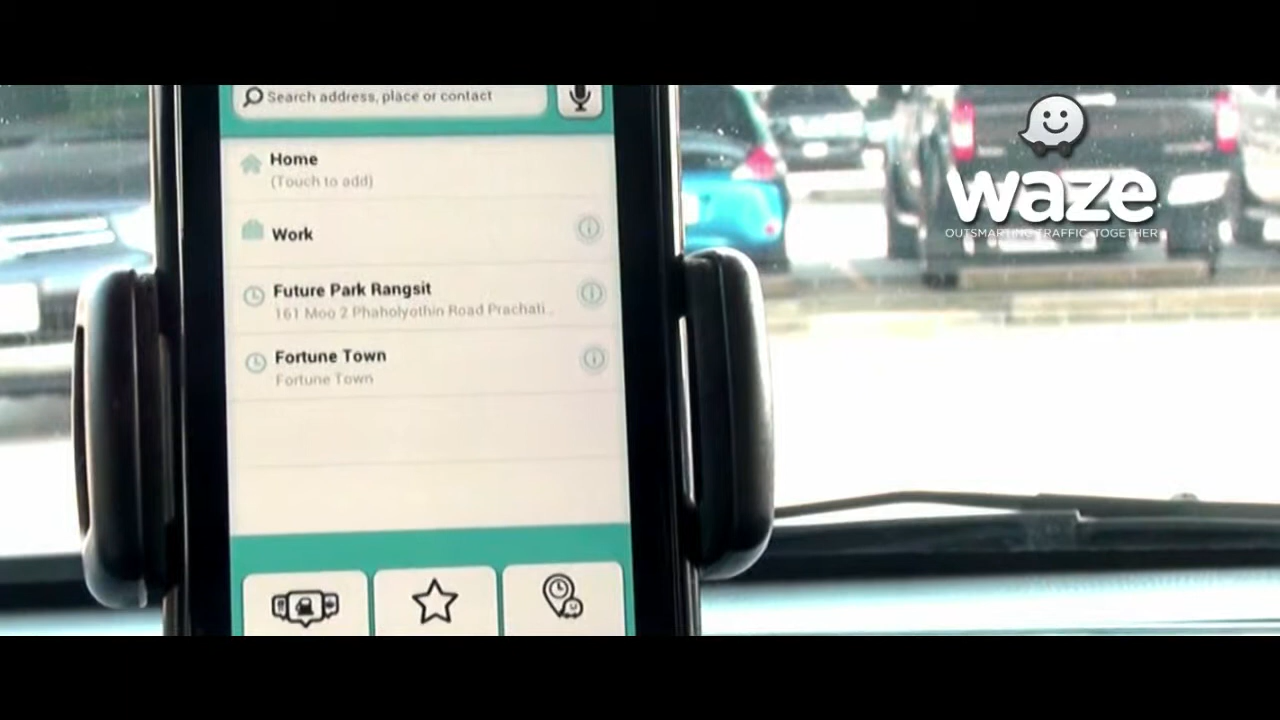 Search address, place or contact
Home
(Touch to add)
Work
Future Park Rangsit
161 Moo 2 Phaholyothin Road Prachati..
Fortune Town
Fortune Town
waze
OUTSMARTING TRAFFIC, TOGETHER